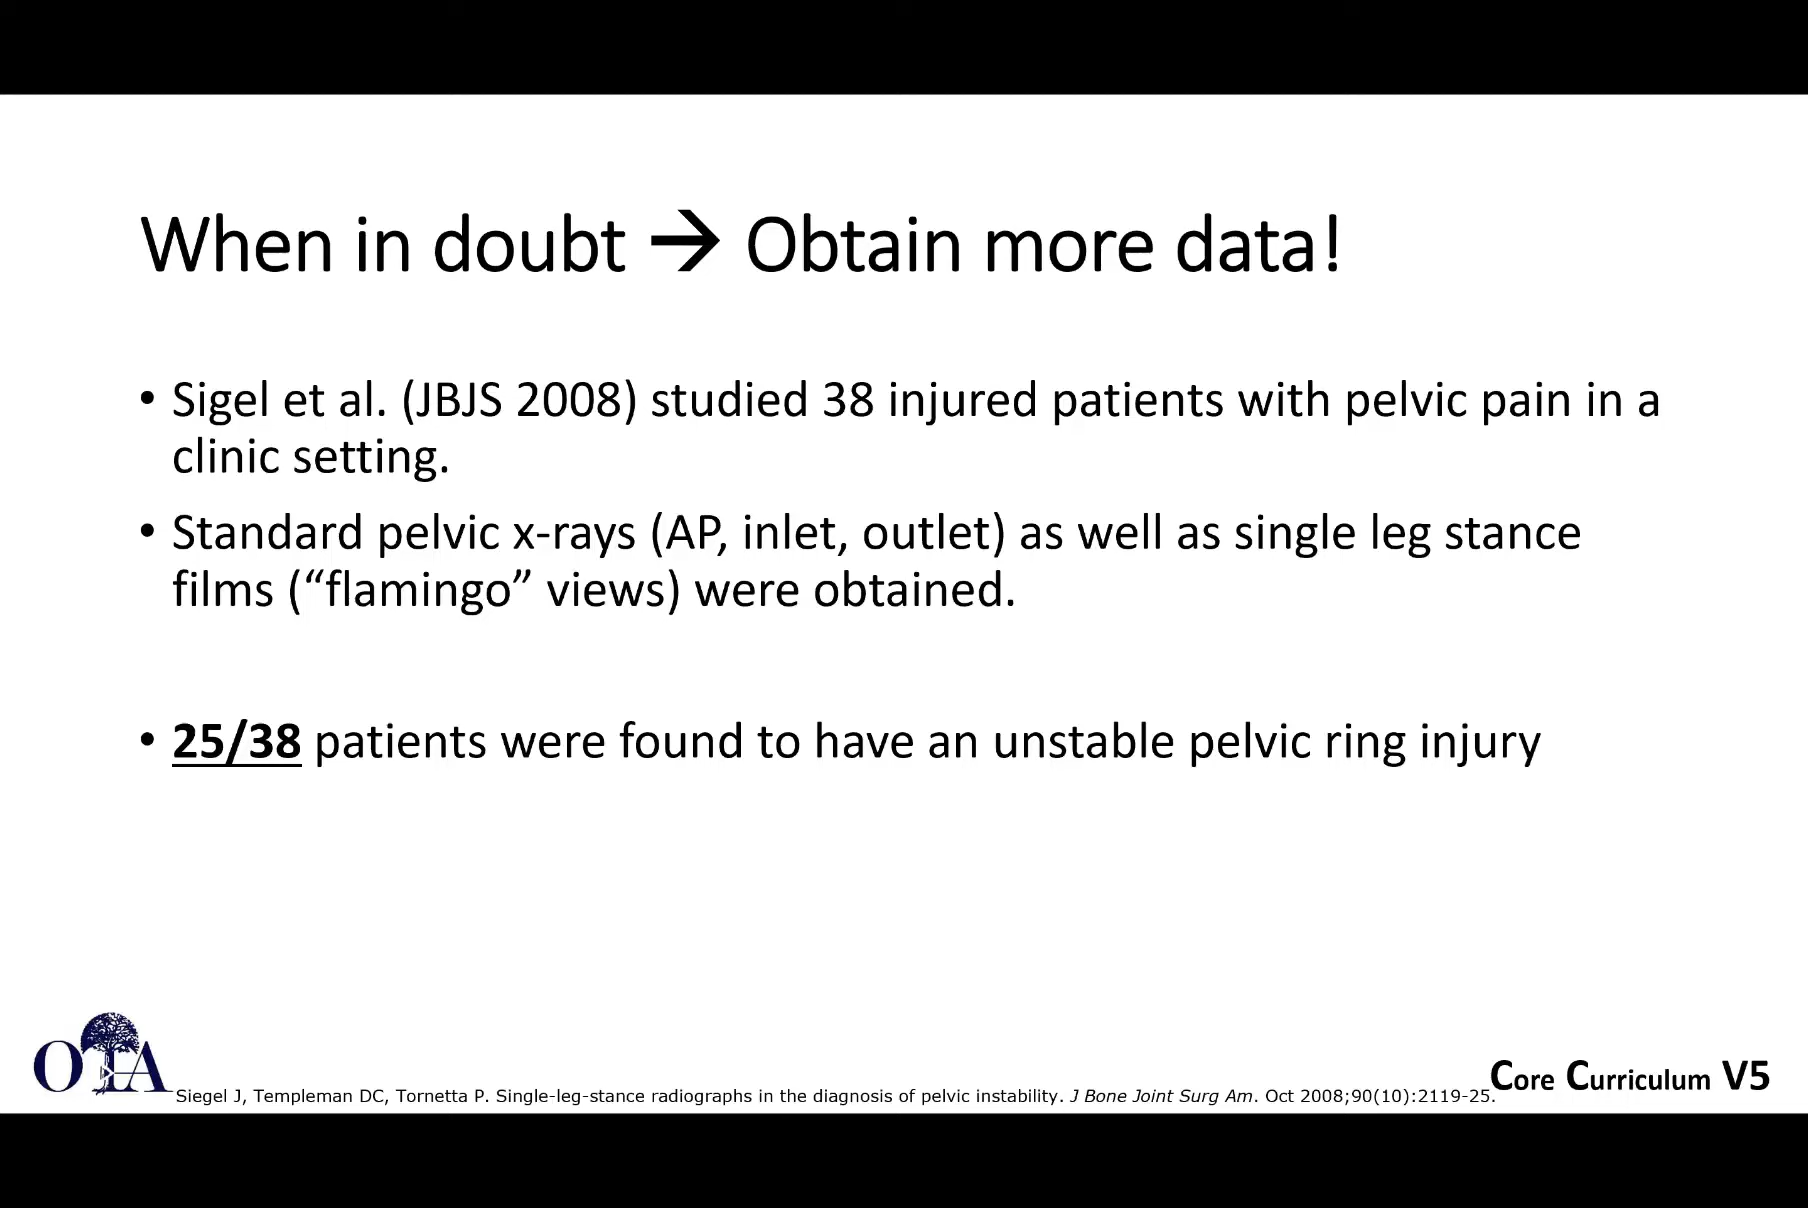 When in doubt → Obtain more data!
• Sigel et al. (JBJS 2008) studied 38 injured patients with pelvic pain in a
clinic setting.
• Standard pelvic x-rays (AP, inlet, outlet) as well as single leg stance
films (“flamingo” views) were obtained.
• 25/38 patients were found to have an unstable pelvic ring injury
OTA
Siegel J, Templeman DC, Tornetta P. Single-leg-stance radiographs in the diagnosis of pelvic instability. J Bone Joint Surg Am. Oct 2008;90(10):2119-25.
Core Curriculum V5